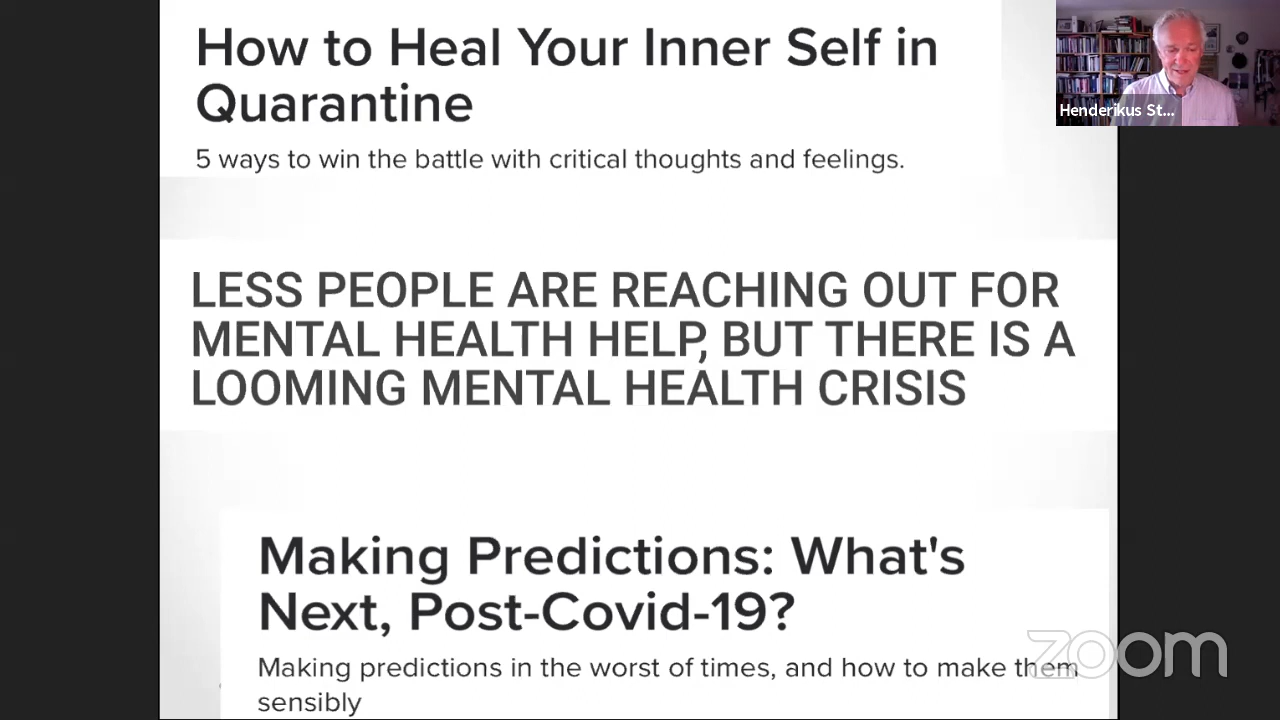 How to Heal Your Inner Self in
Quarantine
5 ways to win the battle with critical thoughts and feelings.
Henderikus St...
LESS PEOPLE ARE REACHING OUT FOR
MENTAL HEALTH HELP, BUT THERE IS A
LOOMING MENTAL HEALTH CRISIS
Making Predictions: What's
Next, Post-Covid-19?
Making predictions in the worst of times, and how to make them
sensibly
zoom